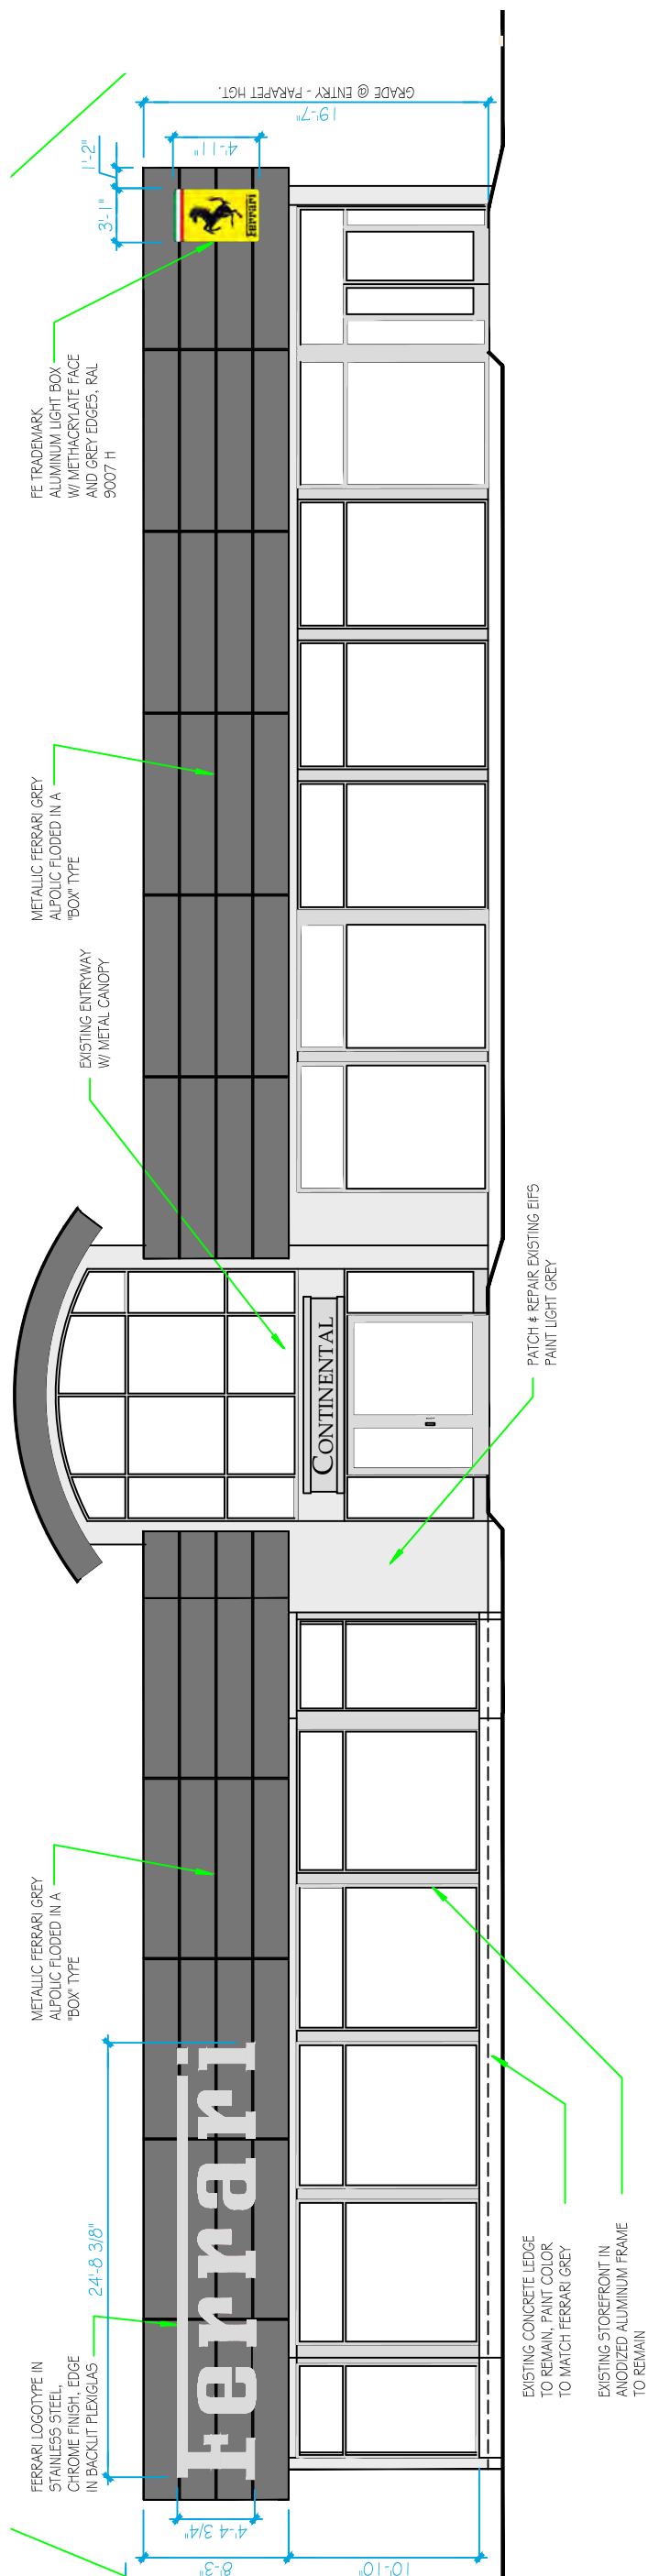 FERRARI LOGOTYPE IN
STAINLESS STEEL,
CHROME FINISH, EDGE
IN BACKLIT PLEXIGLAS
METALLIC FERRARI GREY
ALPOLIC FLODED IN A
"BOX" TYPE
EXISTING ENTRYWAY
W/ METAL CANOPY
METALLIC FERRARI GREY
ALPOLIC FLODED IN A
"BOX" TYPE
FE TRADEMARK
ALUMINUM LIGHT BOX
W/ METHACRYLATE FACE
AND GREY EDGES, RAL
9007 H
24'-8 3/8"
3'-1"
1'-2"
8'-3"
4'-4 3/4"
10'-10"
Ferrari
CONTINENTAL
Ferrari
4'-11"
19'-7"
GRADE @ ENTRY - PARAPET HGT.
EXISTING CONCRETE LEDGE
TO REMAIN, PAINT COLOR
TO MATCH FERRARI GREY
EXISTING STOREFRONT IN
ANODIZED ALUMINUM FRAME
TO REMAIN
PATCH & REPAIR EXISTING EIFS
PAINT LIGHT GREY